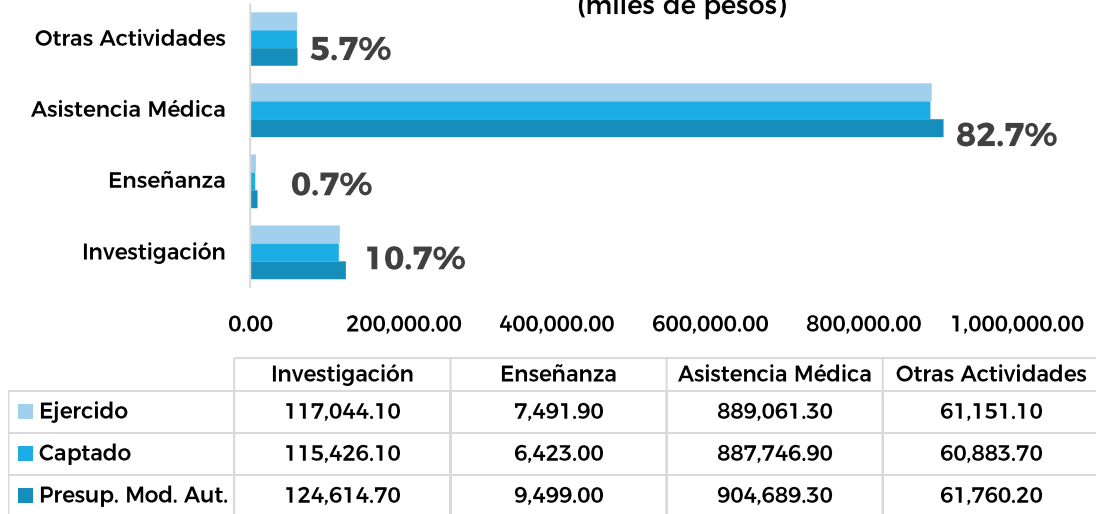 (miles de pesos)
Otras Actividades
5.7%
Asistencia Médica
82.7%
Enseñanza
0.7%
Investigación
10.7%
0.00 200,000.00 400,000.00 600,000.00 800,000.00 1,000,000.00
Investigación Enseñanza Asistencia Médica Otras Actividades
Ejercido 117,044.10 7,491.90 889,061.30 61,151.10
Captado 115,426.10 6,423.00 887,746.90 60,883.70
Presup. Mod. Aut. 124,614.70 9,499.00 904,689.30 61,760.20